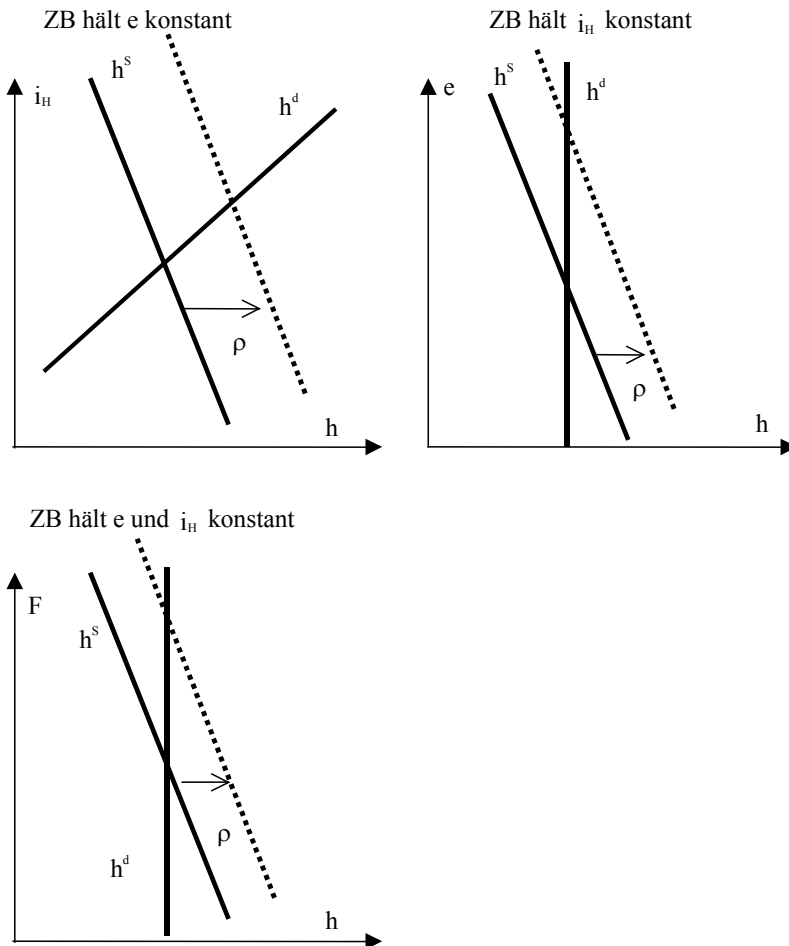 ZB hält e konstant
i_H
h^s
h^d
ρ
h
ZB hält i_H konstant
e
h^s
h^d
ρ
h
ZB hält e und i_H konstant
F
h^s
ρ
h^d
h